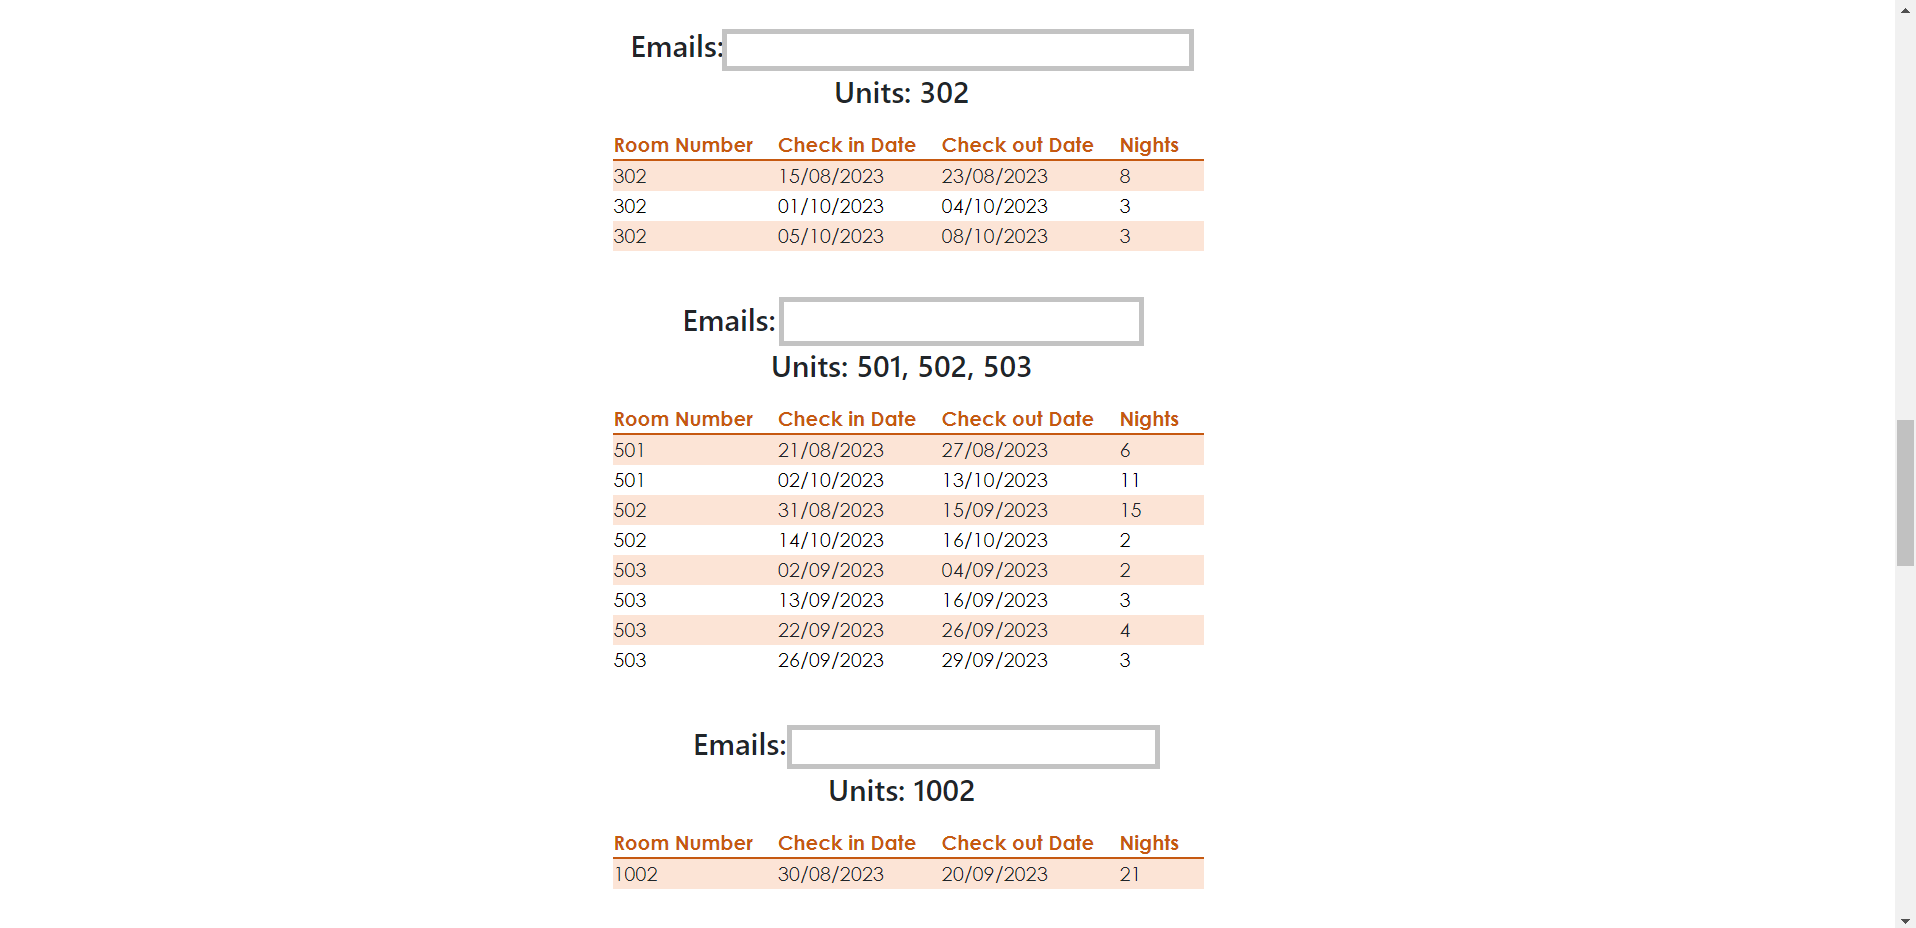 Emails:
Units: 302
Room Number Check in Date Check out Date Nights
302 15/08/2023 23/08/2023 8
302 01/10/2023 04/10/2023 3
302 05/10/2023 08/10/2023 3
Emails:
Units: 501, 502, 503
Room Number Check in Date Check out Date Nights
501 21/08/2023 27/08/2023 6
501 02/10/2023 13/10/2023 11
502 31/08/2023 15/09/2023 15
502 14/10/2023 16/10/2023 2
503 02/09/2023 04/09/2023 2
503 13/09/2023 16/09/2023 3
503 22/09/2023 26/09/2023 4
503 26/09/2023 29/09/2023 3
Emails:
Units: 1002
Room Number Check in Date Check out Date Nights
1002 30/08/2023 20/09/2023 21